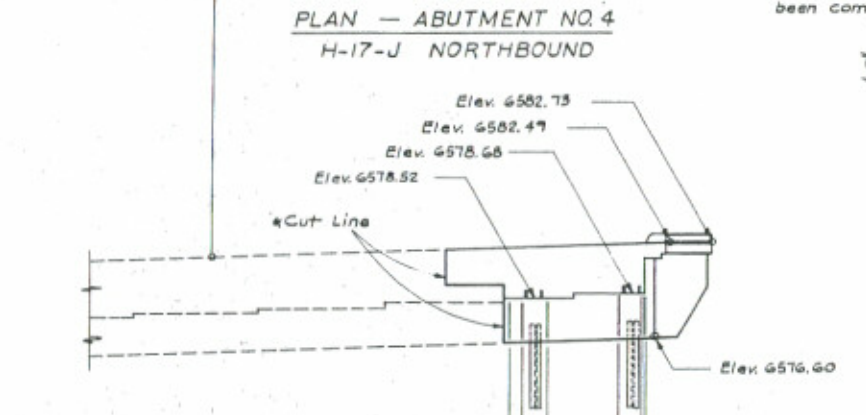 PLAN — ABUTMENT NO. 4
H-17-J NORTHBOUND
been com
Elev. 6582.73
Elev. 6582.49
Elev. 6578.68
Elev. 6578.52
*Cut Line
Elev. 6576.60